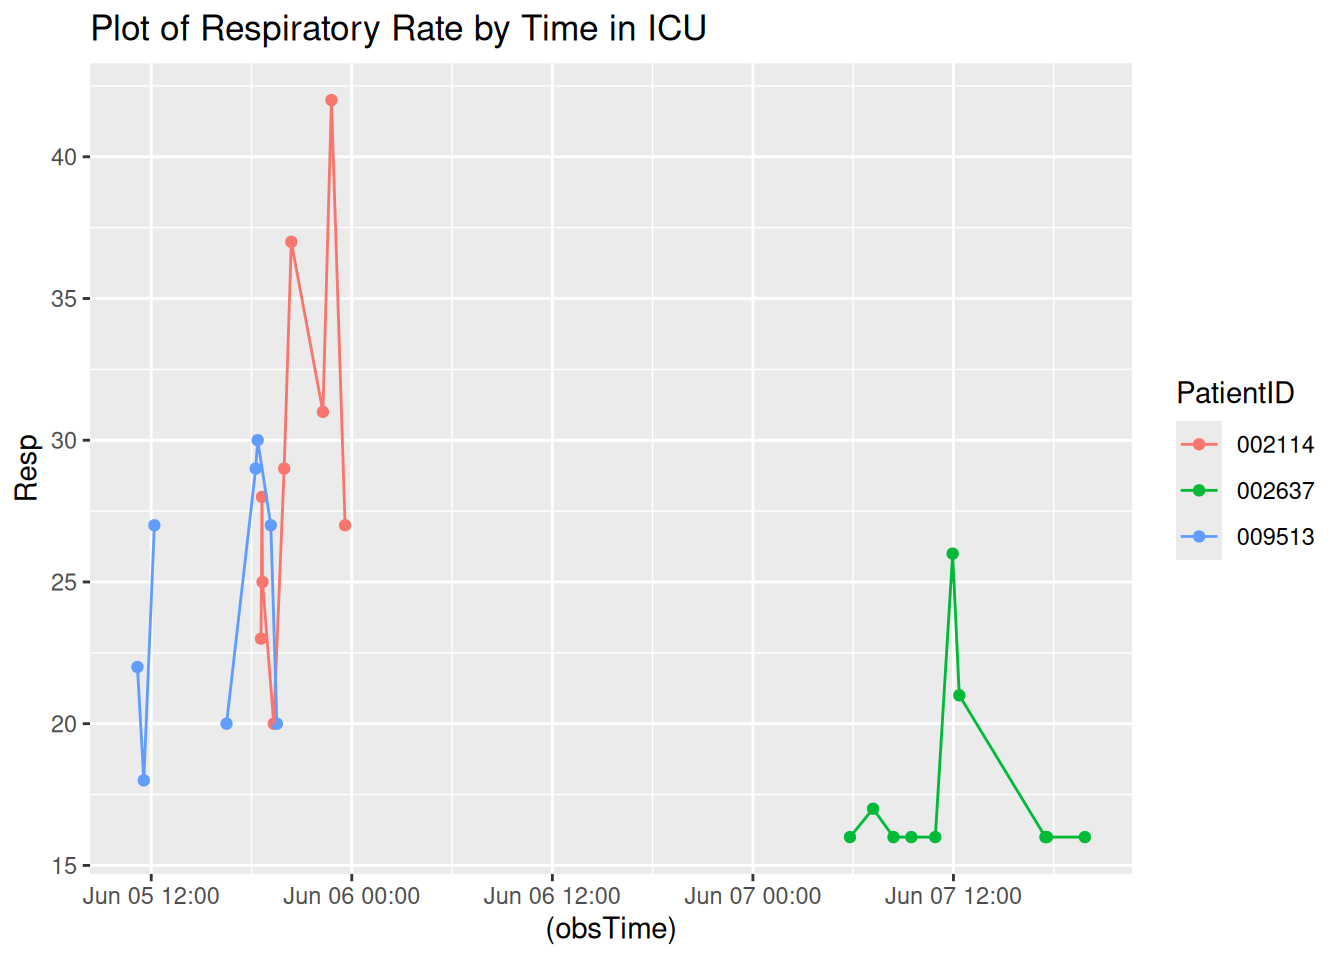 Plot of Respiratory Rate by Time in ICU
40
35
30
25
20
15
Resp
Jun 05 12:00 Jun 06 00:00 Jun 06 12:00 Jun 07 00:00 Jun 07 12:00
(obsTime)
PatientID
002114
002637
009513